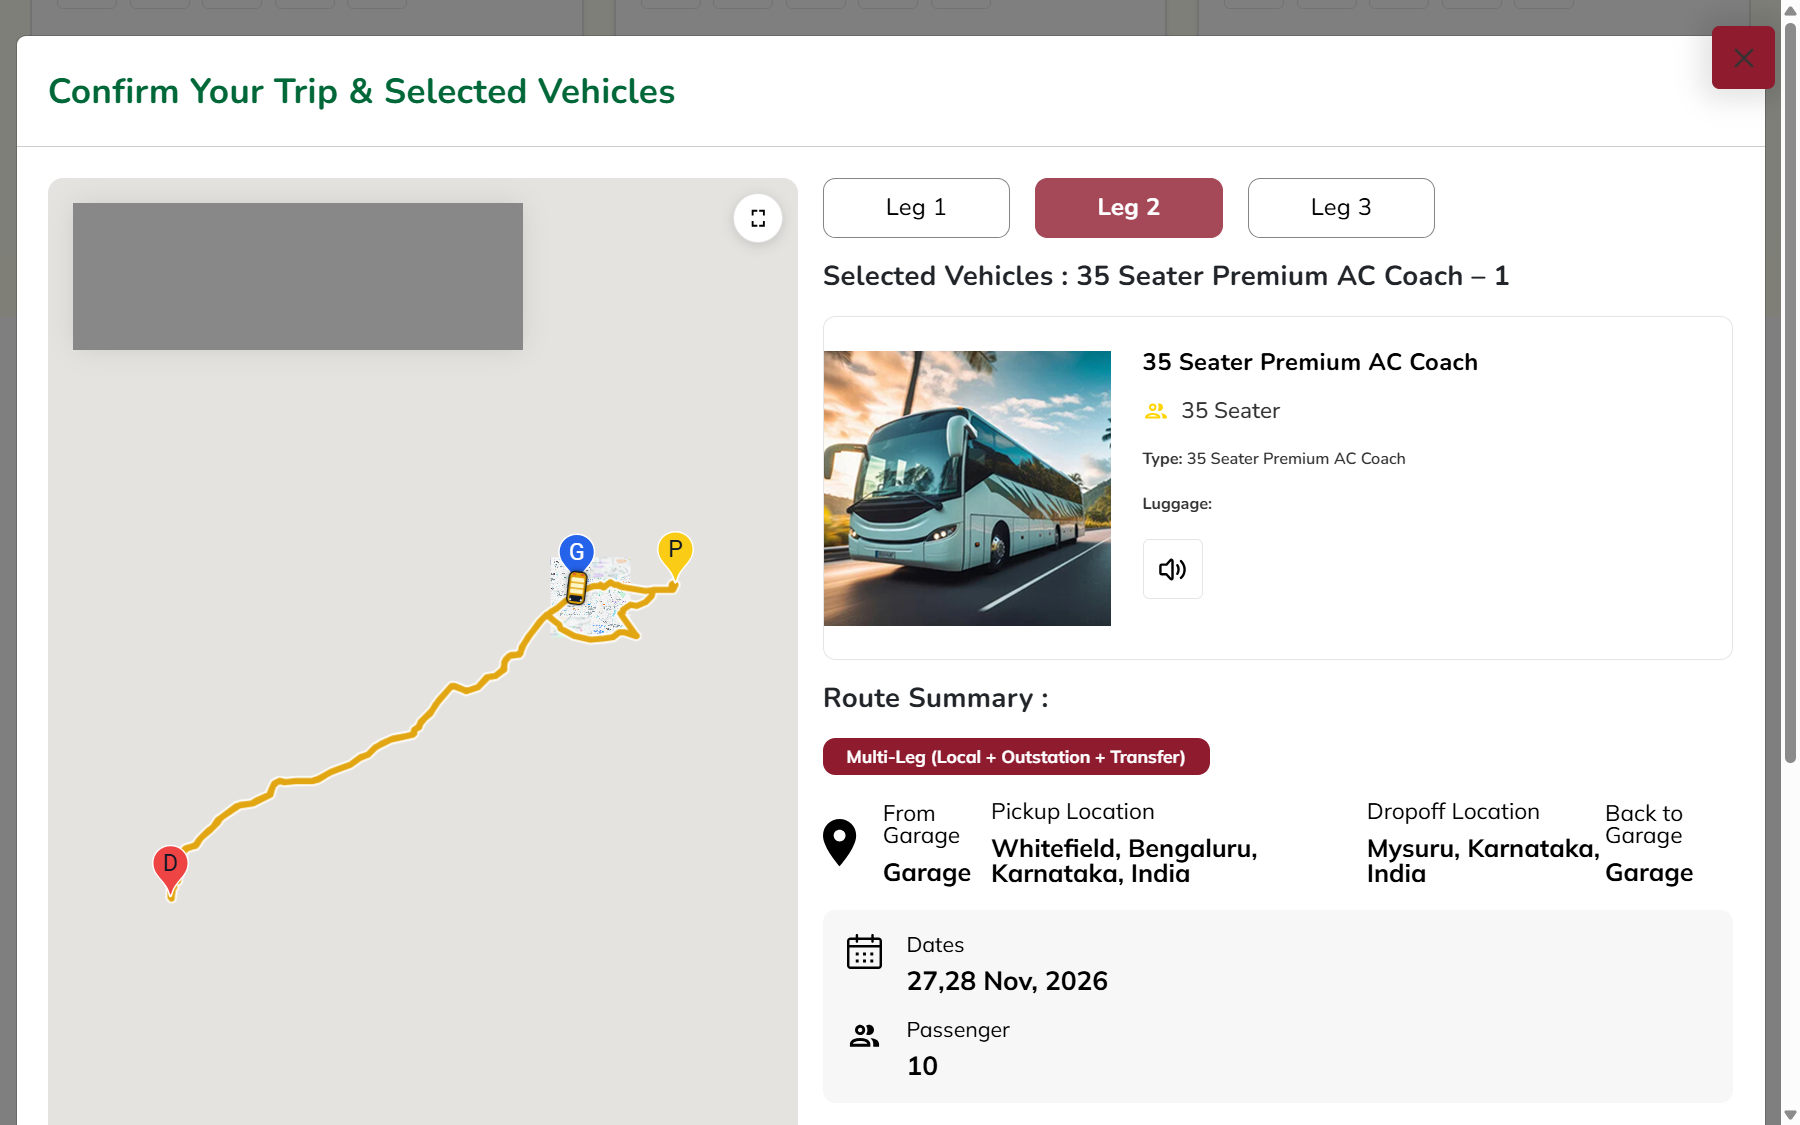 Confirm Your Trip & Selected Vehicles
G
P
D
Leg 1
Leg 2
Leg 3
Selected Vehicles : 35 Seater Premium AC Coach – 1
35 Seater Premium AC Coach
35 Seater
Type: 35 Seater Premium AC Coach
Luggage:
Route Summary :
Multi-Leg (Local + Outstation + Transfer)
From
Garage
Garage
Pickup Location
Whitefield, Bengaluru,
Karnataka, India
Dropoff Location
Mysuru, Karnataka,
India
Back to
Garage
Garage
Dates
27,28 Nov, 2026
Passenger
10